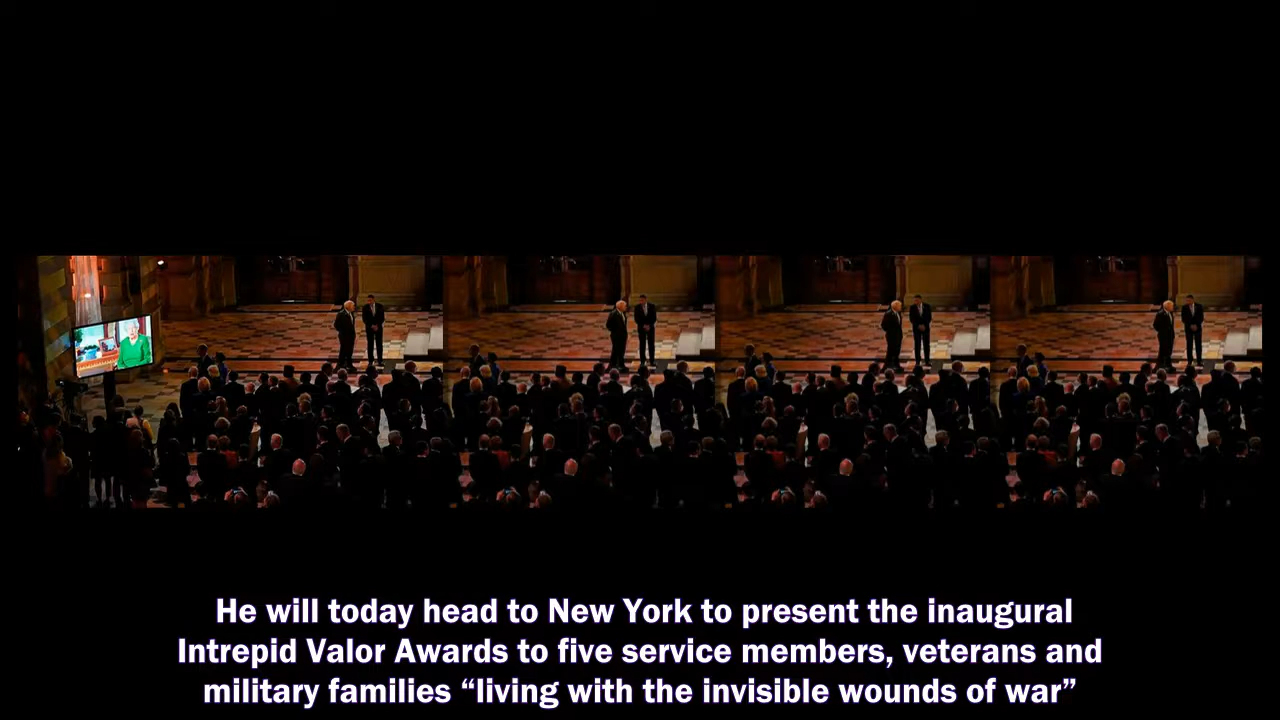 He will today head to New York to present the inaugural
Intrepid Valor Awards to five service members, veterans and
military families “living with the invisible wounds of war”